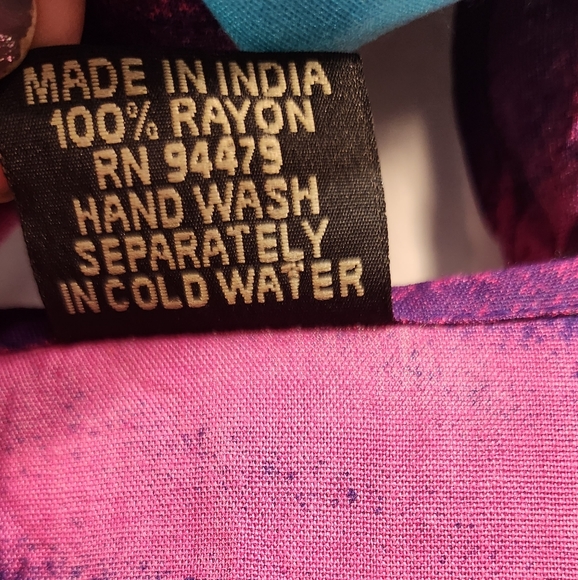 MADE IN INDIA
100% RAYON
RN 94479
HAND WASH
SEPARATELY
IN COLD WATER